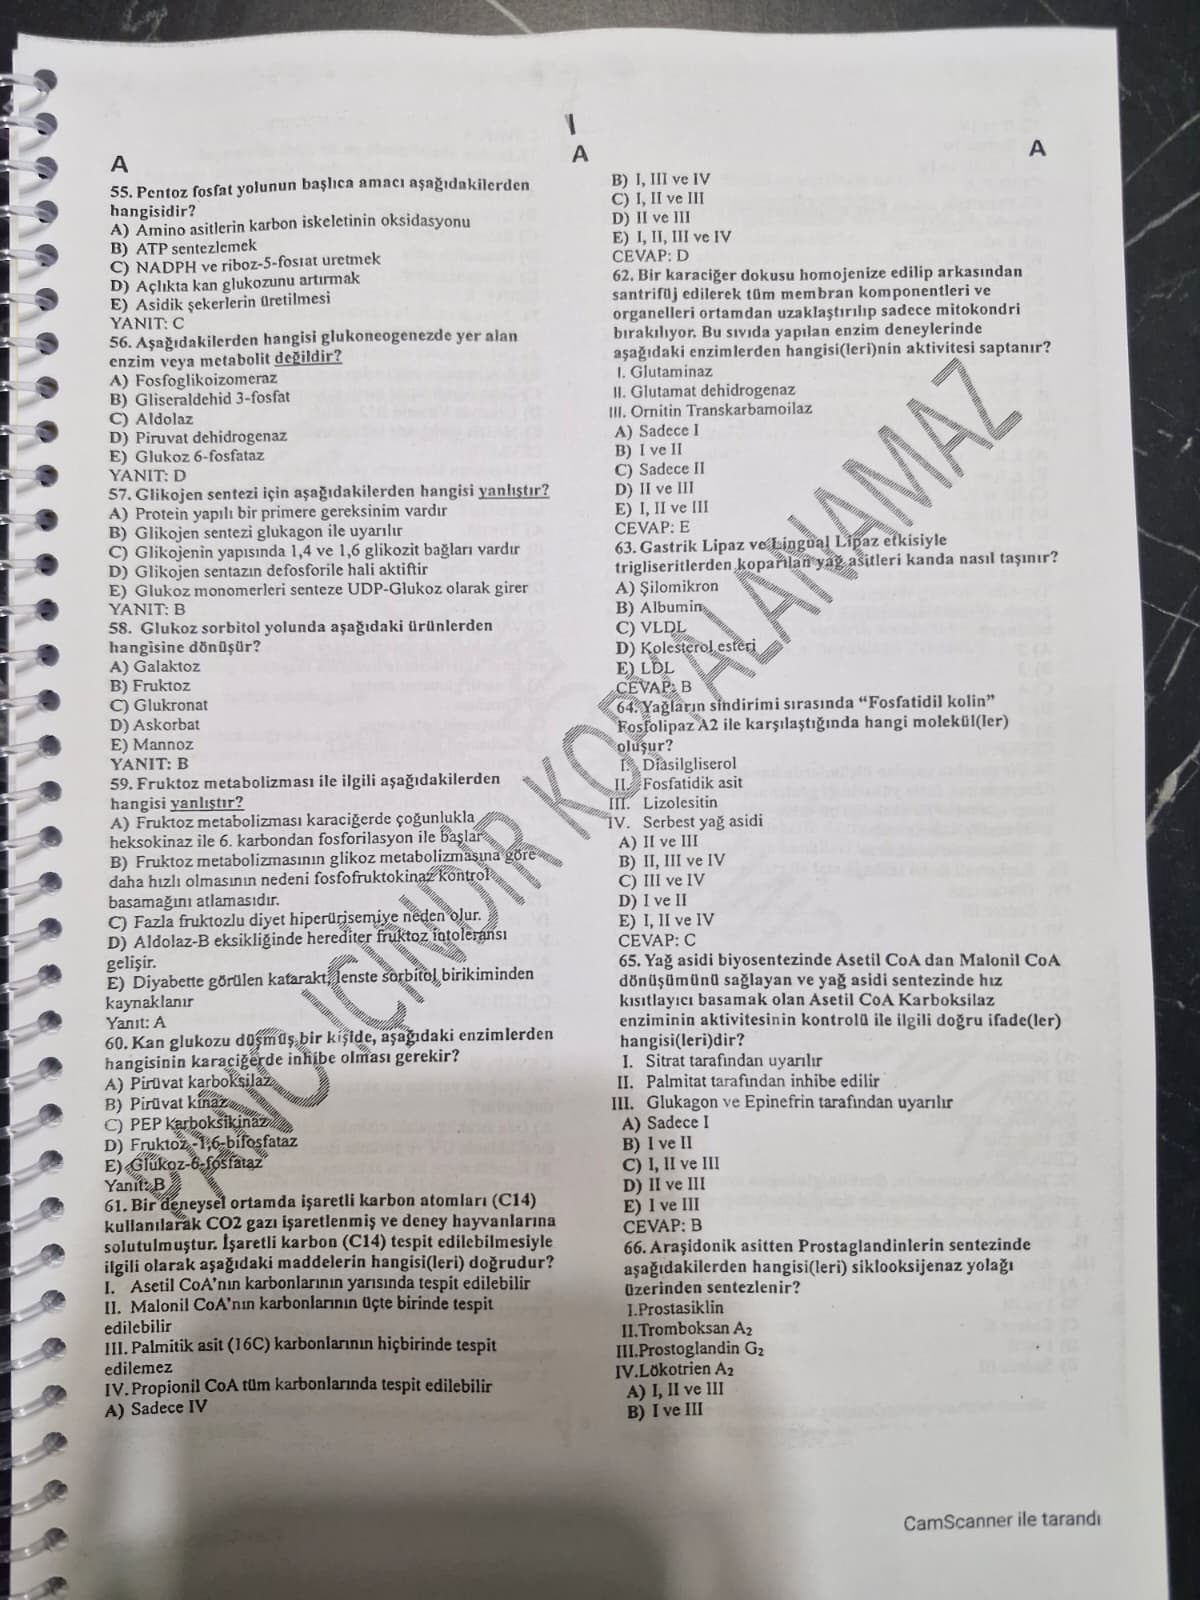 A
55. Pentoz fosfat yolunun başlıca amacı aşağıdakilerden
hangisidir?
A) Amino asitlerin karbon iskeletinin oksidasyonu
B) ATP sentezlemek
C) NADPH ve riboz-5-fosfat uretmek
D) Açlıkta kan glukozunu artırmak
E) Asidik şekerlerin üretilmesi
YANIT: C
56. Aşağıdakilerden hangisi glukoneogenezde yer alan
enzim veya metabolit değildir?
A) Fosfoglikoizomeraz
B) Gliseraldehid 3-fosfat
C) Aldolaz
D) Piruvat dehidrogenaz
E) Glukoz 6-fosfataz
YANIT: D
57. Glikojen sentezi için aşağıdakilerden hangisi yanlıştır?
A) Protein yapılı bir primere gereksinim vardır
B) Glikojen sentezi glukagon ile uyarılır
C) Glikojenin yapısında 1,4 ve 1,6 glikozit bağları vardır
D) Glikojen sentazın defosforile hali aktiftir
E) Glukoz monomerleri senteze UDP-Glukoz olarak girer
YANIT: B
58. Glukoz sorbitol yolunda aşağıdaki ürünlerden
hangisine dönüşür?
A) Galaktoz
B) Fruktoz
C) Glukronat
D) Askorbat
E) Mannoz
YANIT: B
59. Fruktoz metabolizması ile ilgili aşağıdakilerden
hangisi yanlıştır?
A) Fruktoz metabolizması karaciğerde çoğunlukla
heksokinaz ile 6. karbondan fosforilasyon ile başlar
B) Fruktoz metabolizmasının glikoz metabolizmasına göre
daha hızlı olmasının nedeni fosfofruktokinaz kontrol
basamağını atlamasıdır.
C) Fazla fruktozlu diyet hiperürisemiye neden olur.
D) Aldolaz-B eksikliğinde herediter fruktoz intoleransı
gelişir.
E) Diyabette görülen katarakt, lenste sorbitol birikiminden
kaynaklanır
Yanıt: A
60. Kan glukozu düşmüş bir kişide, aşağıdaki enzimlerden
hangisinin karaciğerde inhibe olması gerekir?
A) Pirüvat karboksilaz
B) Pirüvat kinaz
C) PEP Karboksikinaz
D) Fruktoz -1,6-bifosfataz
E) Glukoz-6-fosfataz
Yanıt: B
61. Bir deneysel ortamda işaretli karbon atomları (C14)
kullanılarak CO2 gazı işaretlenmiş ve deney hayvanlarına
solutulmuştur. İşaretli karbon (C14) tespit edilebilmesiyle
ilgili olarak aşağıdaki maddelerin hangisi(leri) doğrudur?
I. Asetil CoA'nın karbonlarının yarısında tespit edilebilir
II. Malonil CoA'nın karbonlarının üçte birinde tespit
edilebilir
III. Palmitik asit (16C) karbonlarının hiçbirinde tespit
edilemez
IV. Propionil CoA tüm karbonlarında tespit edilebilir
A) Sadece IV
I
A
A
B) I, III ve IV
C) I, II ve III
D) II ve III
E) I, II, III ve IV
CEVAP: D
62. Bir karaciğer dokusu homojenize edilip arkasından
santrifüj edilerek tüm membran komponentleri ve
organelleri ortamdan uzaklaştırılıp sadece mitokondri
bırakılıyor. Bu sıvıda yapılan enzim deneylerinde
aşağıdaki enzimlerden hangisi(leri)nin aktivitesi saptanır?
I. Glutaminaz
II. Glutamat dehidrogenaz
III. Ornitin Transkarbamoilaz
A) Sadece I
B) I ve II
C) Sadece II
D) II ve III
E) I, II ve III
CEVAP: E
63. Gastrik Lipaz ve Lingual Lipaz etkisiyle
trigliseritlerden koparılan yağ asitleri kanda nasıl taşınır?
A) Şilomikron
B) Albumin
C) VLDL
D) Kolesterol esteri
E) LDL
CEVAP: B
64. Yağların sindirimi sırasında “Fosfatidil kolin”
Fosfolipaz A2 ile karşılaştığında hangi molekül(ler)
oluşur?
I. Diasilgliserol
II. Fosfatidik asit
III. Lizolesitin
IV. Serbest yağ asidi
A) II ve III
B) II, III ve IV
C) III ve IV
D) I ve II
E) I, II ve IV
CEVAP: C
65. Yağ asidi biyosentezinde Asetil CoA dan Malonil CoA
dönüşümünü sağlayan ve yağ asidi sentezinde hız
kısıtlayıcı basamak olan Asetil CoA Karboksilaz
enziminin aktivitesinin kontrolü ile ilgili doğru ifade(ler)
hangisi(leri)dir?
I. Sitrat tarafından uyarılır
II. Palmitat tarafından inhibe edilir
III. Glukagon ve Epinefrin tarafından uyarılır
A) Sadece I
B) I ve II
C) I, II ve III
D) II ve III
E) I ve III
CEVAP: B
66. Araşidonik asitten Prostaglandinlerin sentezinde
aşağıdakilerden hangisi(leri) siklooksijenaz yolağı
üzerinden sentezlenir?
I.Prostasiklin
II.Tromboksan A2
III.Prostoglandin G2
IV.Lökotrien A2
A) I, II ve III
B) I ve III
PANO İÇİNDİR KOPYALANAMAZ
CamScanner ile tarandı